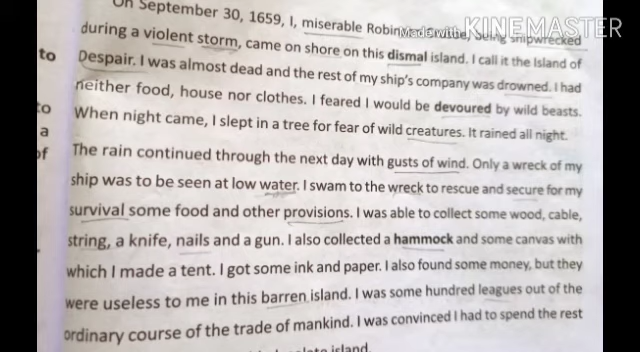 On September 30, 1659, I, miserable being shipwrecked
Made with KINEMASTER
during a violent storm, came on shore on this dismal island. I call it the Island of
to
Despair. I was almost dead and the rest of my ship's company was drowned. I had
neither food, house nor clothes. I feared I would be devoured by wild beasts.
to
When night came, I slept in a tree for fear of wild creatures. It rained all night.
a
of
The rain continued through the next day with gusts of wind. Only a wreck of my
ship was to be seen at low water. I swam to the wreck to rescue and secure for my
survival some food and other provisions. I was able to collect some wood, cable,
string, a knife, nails and a gun. I also collected a hammock and some canvas with
which I made a tent. I got some ink and paper. I also found some money, but they
were useless to me in this barren island. I was some hundred leagues out of the
ordinary course of the trade of mankind. I was convinced I had to spend the rest
island.